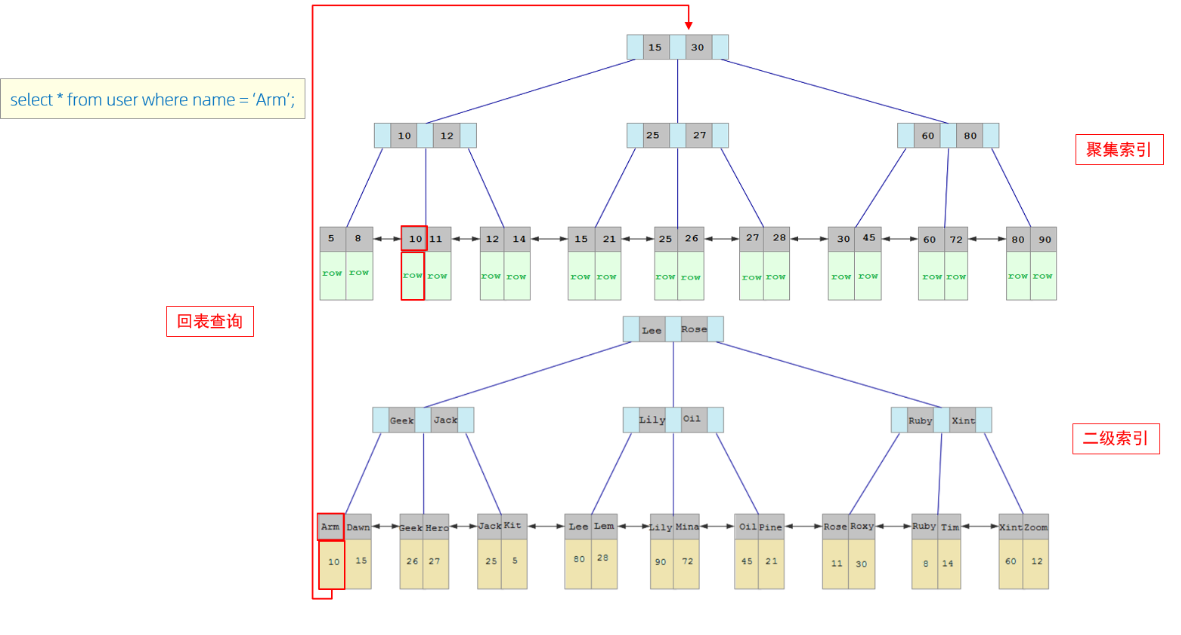 15 30
select * from user where name = ‘Arm’;
10 12 25 27 60 80
聚集索引
5 8 10 11 12 14 15 21 25 26 27 28 30 45 60 72 80 90
row row row row row row row row row row row row row row row row row row
回表查询
Lee Rose
Geek Jack Lily Oil Ruby Xint
二级索引
Arm Dawn Geek Hero Jack Kit Lee Lem Lily Mina Oil Pine Rose Roxy Ruby Tim Xint Zoom
10 15 26 27 25 5 80 28 90 72 45 21 11 30 8 14 60 12